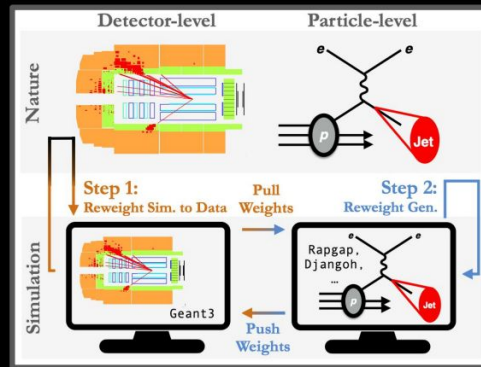 Detector-level
Particle-level
Nature
e
e
p
Jet
Step 1:
Reweight Sim. to Data
Pull
Weights
Step 2:
Reweight Gen.
Simulation
Geant3
Push
Weights
Rapgap,
Djangoh,
...
e
e
p
Jet